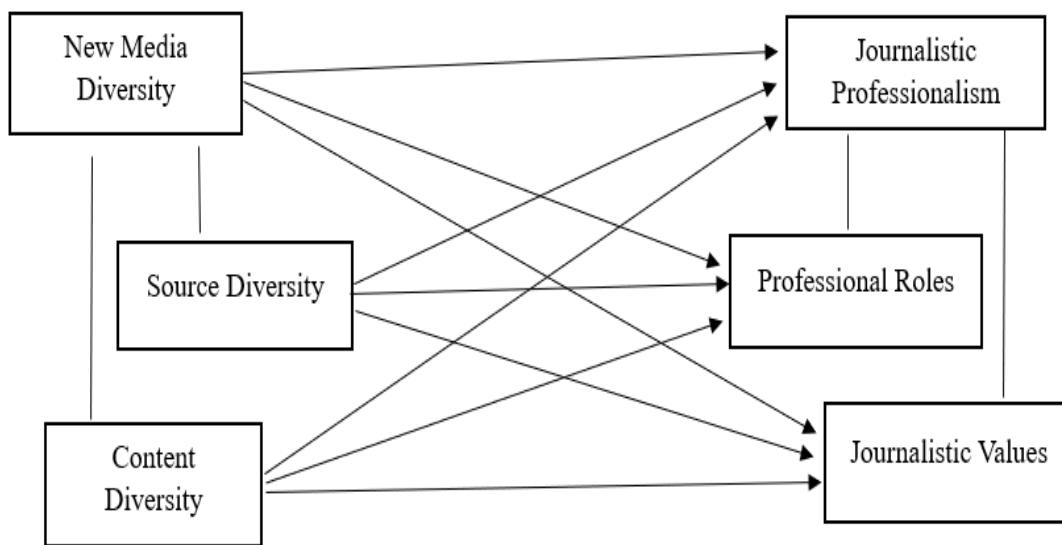 New Media
Diversity
Journalistic
Professionalism
Source Diversity
Professional Roles
Content
Diversity
Journalistic Values